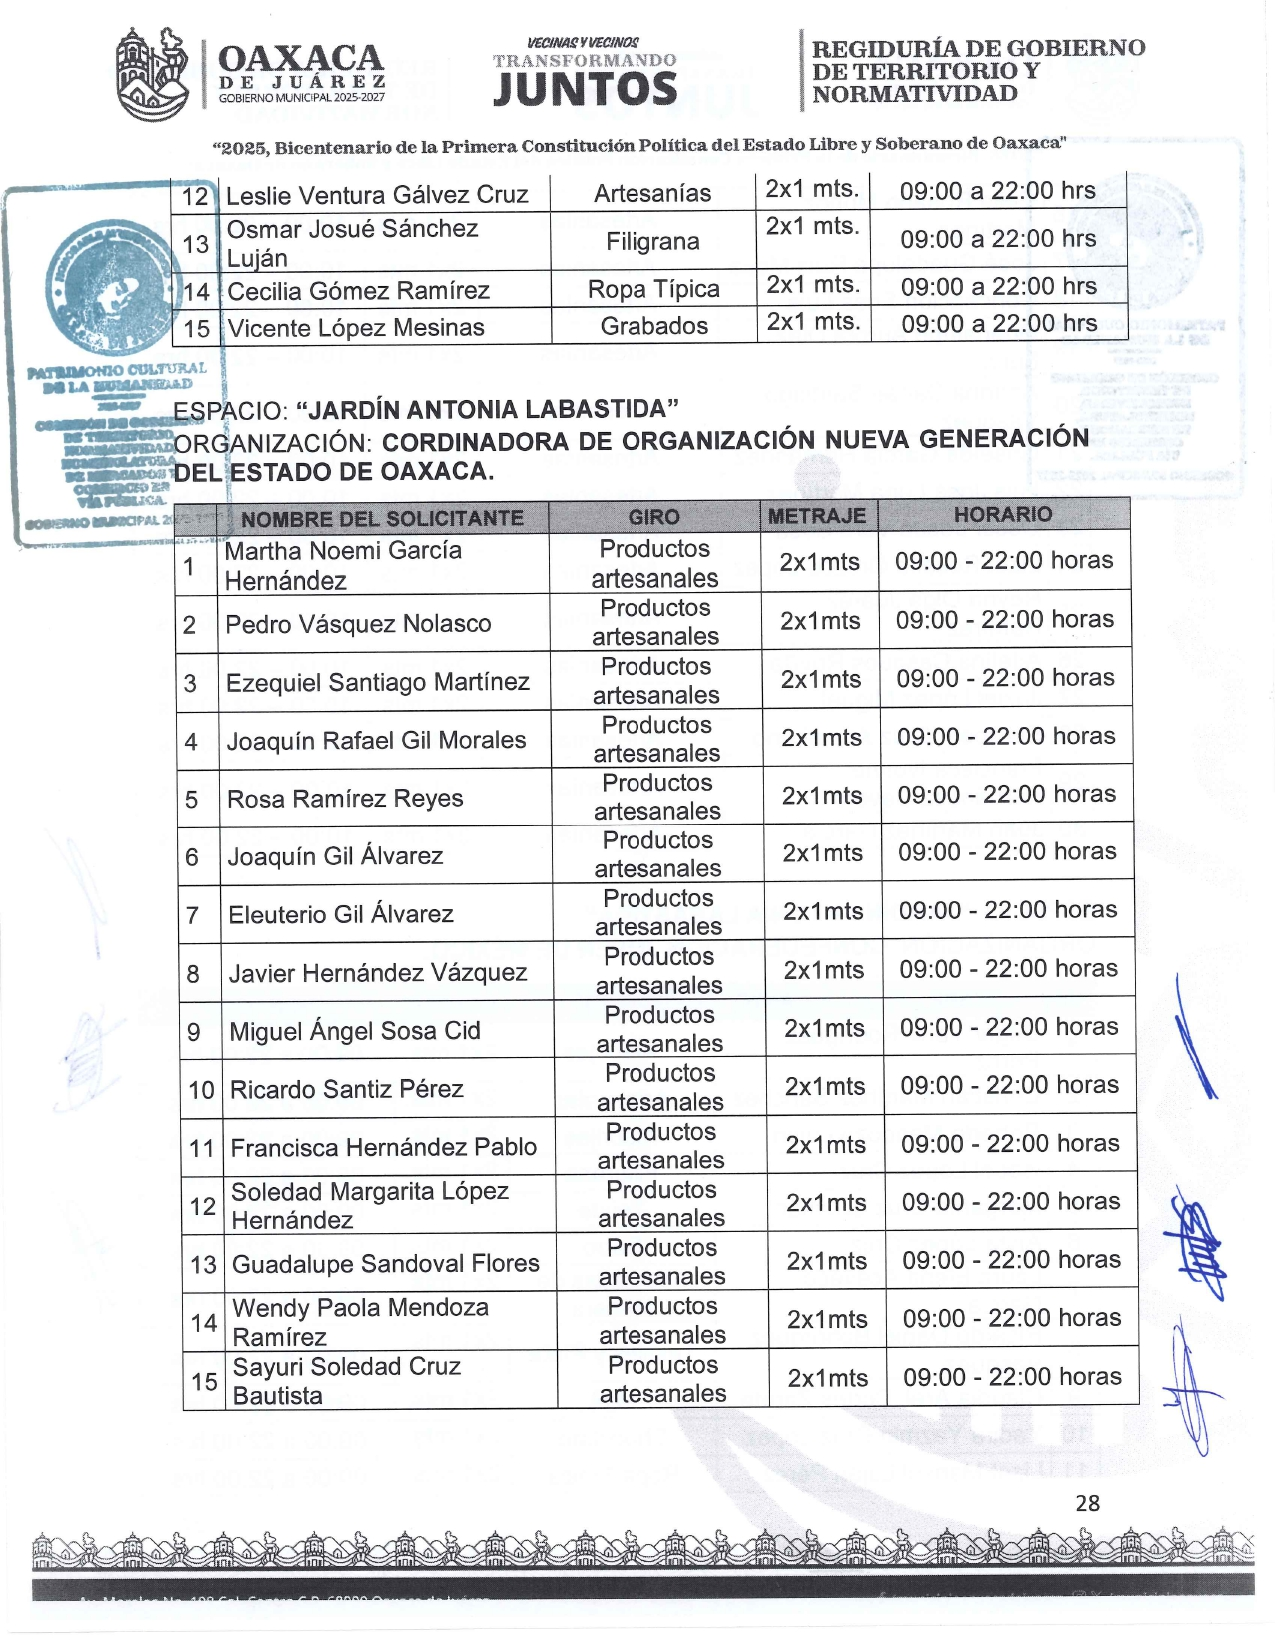 OAXACA
DE JUÁREZ
GOBIERNO MUNICIPAL 2025-2027
VECINAS Y VECINOS
TRANSFORMANDO
JUNTOS
REGIDURÍA DE GOBIERNO
DE TERRITORIO Y
NORMATIVIDAD
“2025, Bicentenario de la Primera Constitución Política del Estado Libre y Soberano de Oaxaca”
12 Leslie Ventura Gálvez Cruz Artesanías 2x1 mts. 09:00 a 22:00 hrs
13 Osmar Josué Sánchez Luján Filigrana 2x1 mts. 09:00 a 22:00 hrs
14 Cecilia Gómez Ramírez Ropa Típica 2x1 mts. 09:00 a 22:00 hrs
15 Vicente López Mesinas Grabados 2x1 mts. 09:00 a 22:00 hrs
PATRIMONIO CULTURAL
DE LA HUMANIDAD
ESPACIO: “JARDÍN ANTONIA LABASTIDA”
ORGANIZACIÓN: CORDINADORA DE ORGANIZACIÓN NUEVA GENERACIÓN
DEL ESTADO DE OAXACA.
NOMBRE DEL SOLICITANTE GIRO METRAJE HORARIO
1 Martha Noemi García Hernández Productos artesanales 2x1mts 09:00 - 22:00 horas
2 Pedro Vásquez Nolasco Productos artesanales 2x1mts 09:00 - 22:00 horas
3 Ezequiel Santiago Martínez Productos artesanales 2x1mts 09:00 - 22:00 horas
4 Joaquín Rafael Gil Morales Productos artesanales 2x1mts 09:00 - 22:00 horas
5 Rosa Ramírez Reyes Productos artesanales 2x1mts 09:00 - 22:00 horas
6 Joaquín Gil Álvarez Productos artesanales 2x1mts 09:00 - 22:00 horas
7 Eleuterio Gil Álvarez Productos artesanales 2x1mts 09:00 - 22:00 horas
8 Javier Hernández Vázquez Productos artesanales 2x1mts 09:00 - 22:00 horas
9 Miguel Ángel Sosa Cid Productos artesanales 2x1mts 09:00 - 22:00 horas
10 Ricardo Santiz Pérez Productos artesanales 2x1mts 09:00 - 22:00 horas
11 Francisca Hernández Pablo Productos artesanales 2x1mts 09:00 - 22:00 horas
12 Soledad Margarita López Hernández Productos artesanales 2x1mts 09:00 - 22:00 horas
13 Guadalupe Sandoval Flores Productos artesanales 2x1mts 09:00 - 22:00 horas
14 Wendy Paola Mendoza Ramírez Productos artesanales 2x1mts 09:00 - 22:00 horas
15 Sayuri Soledad Cruz Bautista Productos artesanales 2x1mts 09:00 - 22:00 horas
28